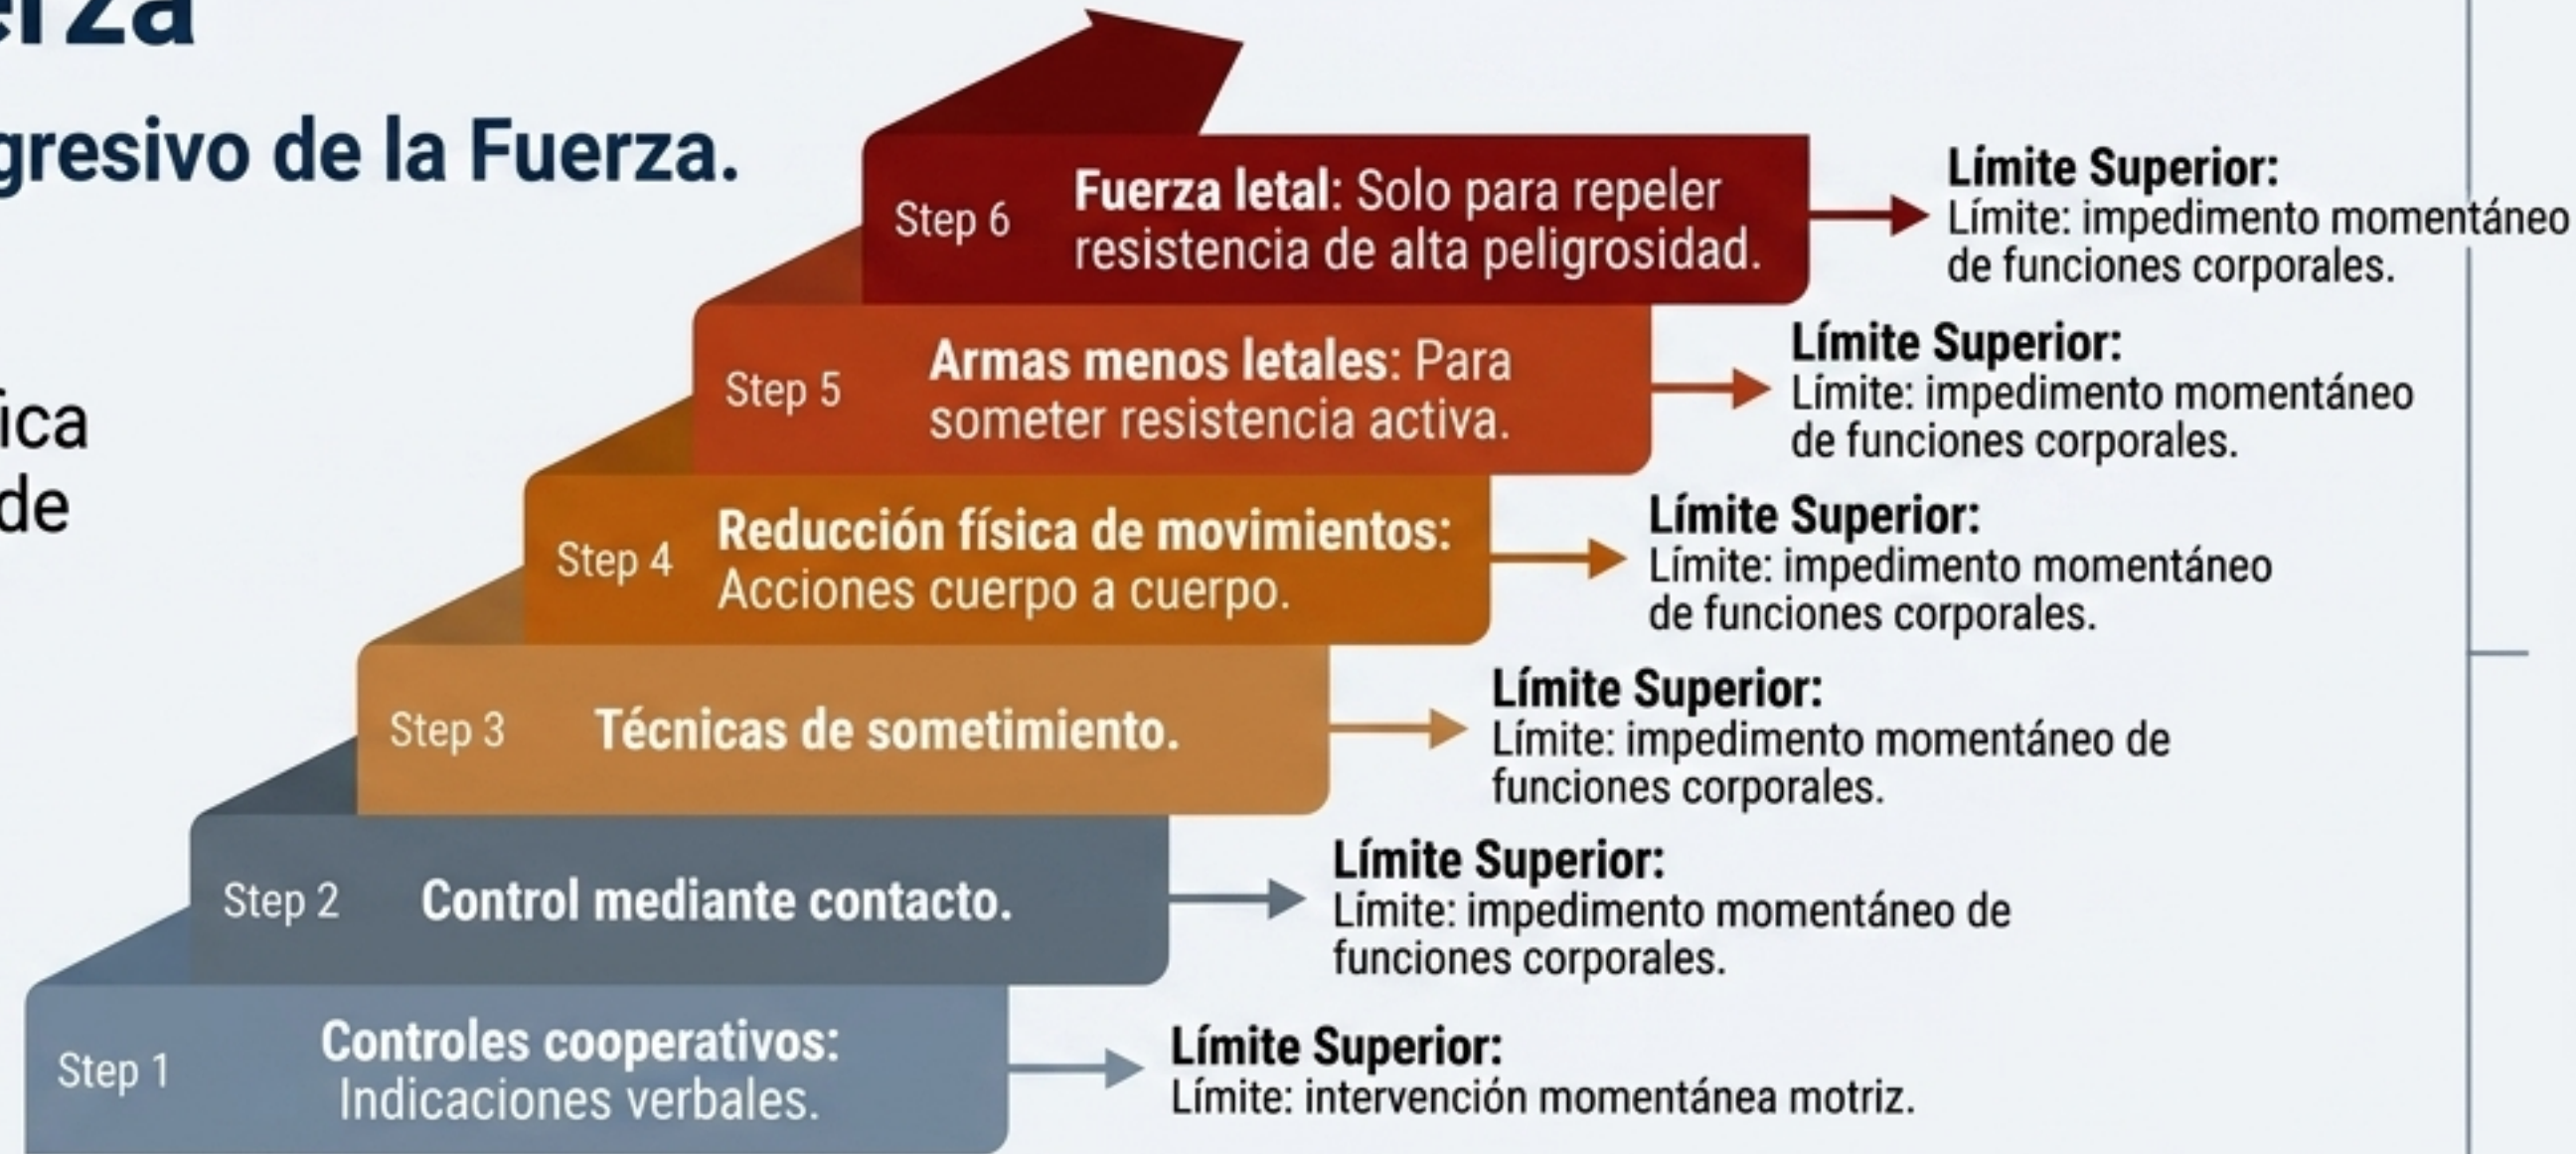 erza
gresivo de la Fuerza.
ica
de
Step 6
Fuerza letal: Solo para repeler
resistencia de alta peligrosidad.
Límite Superior:
Límite: impedimento momentáneo
de funciones corporales.
Step 5
Armas menos letales: Para
someter resistencia activa.
Límite Superior:
Límite: impedimento momentáneo
de funciones corporales.
Step 4
Reducción física de movimientos:
Acciones cuerpo a cuerpo.
Límite Superior:
Límite: impedimento momentáneo
de funciones corporales.
Step 3
Técnicas de sometimiento.
Límite Superior:
Límite: impedimento momentáneo de
funciones corporales.
Step 2
Control mediante contacto.
Límite Superior:
Límite: impedimento momentáneo de
funciones corporales.
Step 1
Controles cooperativos:
Indicaciones verbales.
Límite Superior:
Límite: intervención momentánea motriz.